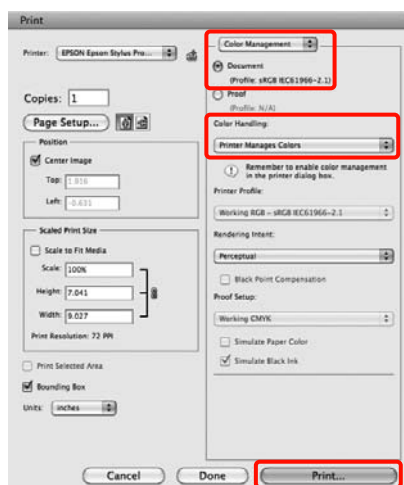 Print
Printer: EPSON Epson Stylus Pro...
Copies: 1
Page Setup...
Position
Center Image
Top: 1.816
Left: -0.631
Scaled Print Size
Scale to Fit Media
Scale: 100%
Height: 7.041
Width: 9.027
Print Resolution: 72 PPI
Print Selected Area
Bounding Box
Units: inches
Color Management
Document
(Profile: sRGB IEC61966-2.1)
Proof
(Profile: N/A)
Color Handling:
Printer Manages Colors
Remember to enable color management
in the printer dialog box.
Printer Profile:
Working RGB - sRGB IEC61966-2.1
Rendering Intent:
Perceptual
Black Point Compensation
Proof Setup:
Working CMYK
Simulate Paper Color
Simulate Black Ink
Cancel
Done
Print...